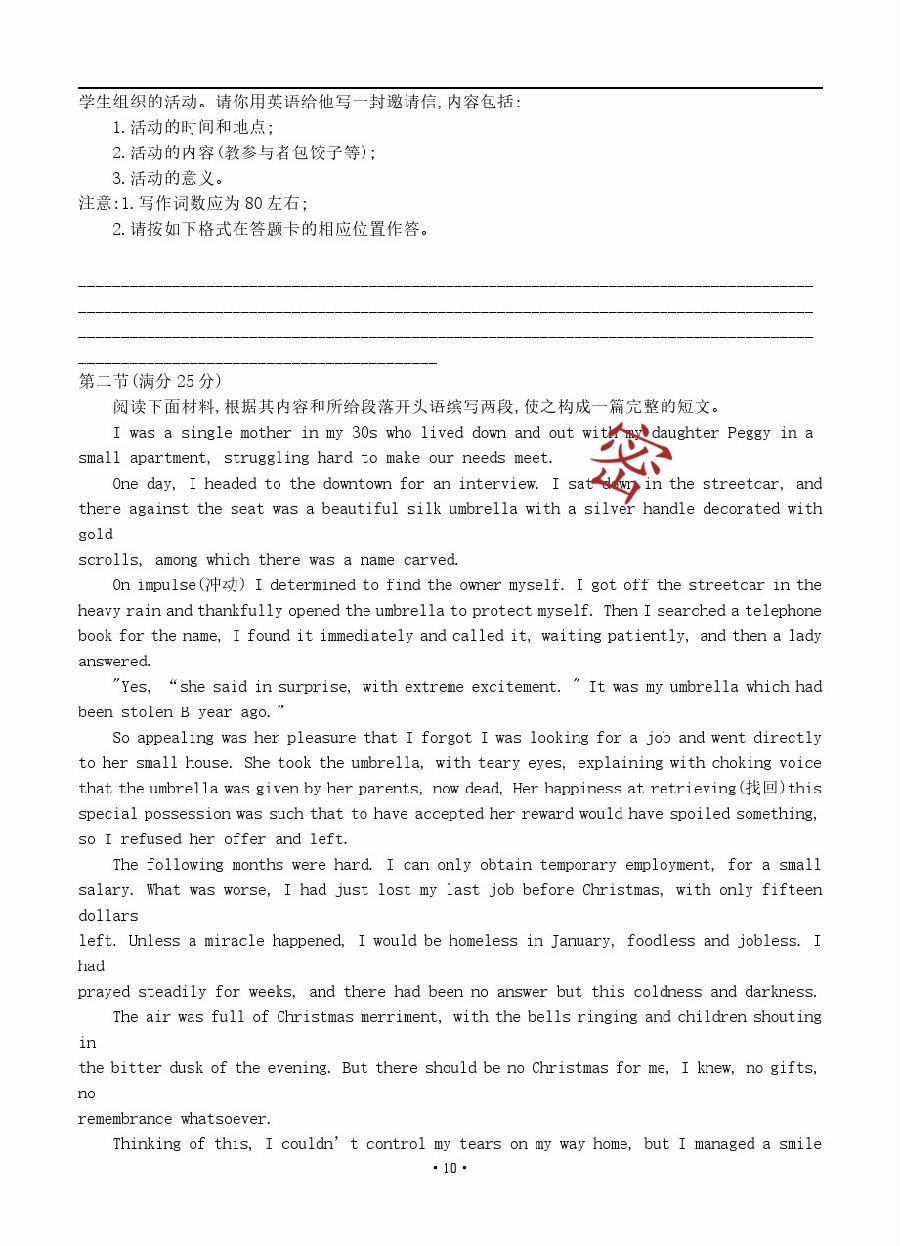 学生组织的活动。请你用英语给他写一封邀请信,内容包括:
1.活动的时间和地点;
2.活动的内容(教参与者包饺子等);
3.活动的意义。
注意:1.写作词数应为80左右;
2.请按如下格式在答题卡的相应位置作答。
第二节(满分25分)
阅读下面材料,根据其内容和所给段落开头语缤写两段,使之构成一篇完整的短文。
I was a single mother in my 30s who lived down and out with my daughter Peggy in a
small apartment, struggling hard to make our needs meet.
密
One day, I headed to the downtown for an interview. I sat down in the streetcar, and
there against the seat was a beautiful silk umbrella with a silver handle decorated with
gold
scrolls, among which there was a name carved.
On impulse(冲动) I determined to find the owner myself. I got off the streetcar in the
heavy rain and thankfully opened the umbrella to protect myself. Then I searched a telephone
book for the name, I found it immediately and called it, waiting patiently, and then a lady
answered.
"Yes, “she said in surprise, with extreme excitement. " It was my umbrella which had
been stolen B year ago."
So appealing was her pleasure that I forgot I was looking for a job and went directly
to her small house. She took the umbrella, with teary eyes, explaining with choking voice
that the umbrella was given by her parents, now dead, Her happiness at retrieving(找回)this
special possession was such that to have accepted her reward would have spoiled something,
so I refused her offer and left.
The following months were hard. I can only obtain temporary employment, for a small
salary. What was worse, I had just lost my last job before Christmas, with only fifteen
dollars
left. Unless a miracle happened, I would be homeless in January, foodless and jobless. I
had
prayed steadily for weeks, and there had been no answer but this coldness and darkness.
The air was full of Christmas merriment, with the bells ringing and children shouting
in
the bitter dusk of the evening. But there should be no Christmas for me, I knew, no gifts,
no
remembrance whatsoever.
Thinking of this, I couldn’t control my tears on my way home, but I managed a smile
·10·